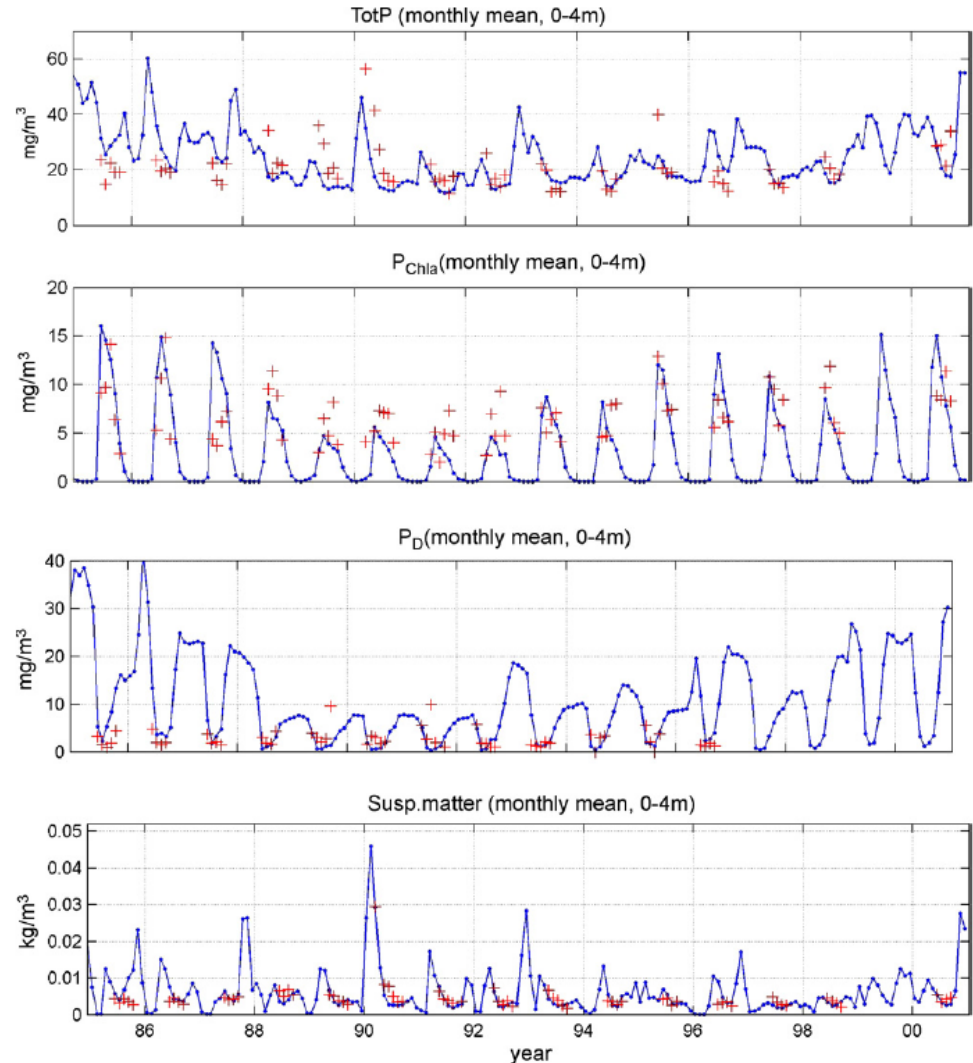 TotP (monthly mean, 0-4m)
60
40
20
0
mg/m³
P_Chla(monthly mean, 0-4m)
20
15
10
5
0
mg/m³
P_D(monthly mean, 0-4m)
40
30
20
10
0
mg/m³
Susp.matter (monthly mean, 0-4m)
0.05
0.04
0.03
0.02
0.01
0
kg/m³
86 88 90 92 94 96 98 00
year